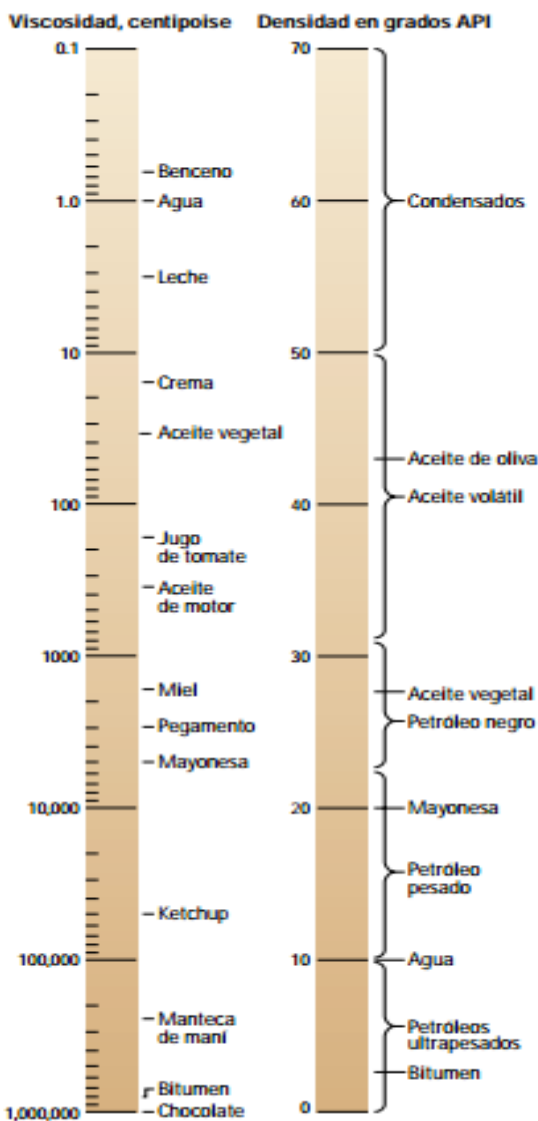 Viscosidad, centipoise
0.1
Benceno
1.0
Agua
Leche
10
Crema
Aceite vegetal
100
Jugo
de tomate
Aceite
de motor
1000
Miel
Pegamento
Mayonesa
10,000
Ketchup
100,000
Manteca
de maní
Bitumen
1,000,000
Chocolate
Densidad en grados API
70
60
Condensados
50
Aceite de oliva
Aceite volátil
40
30
Aceite vegetal
Petróleo negro
20
Mayonesa
Petróleo
pesado
10
Agua
Petróleos
ultrapesados
Bitumen
0